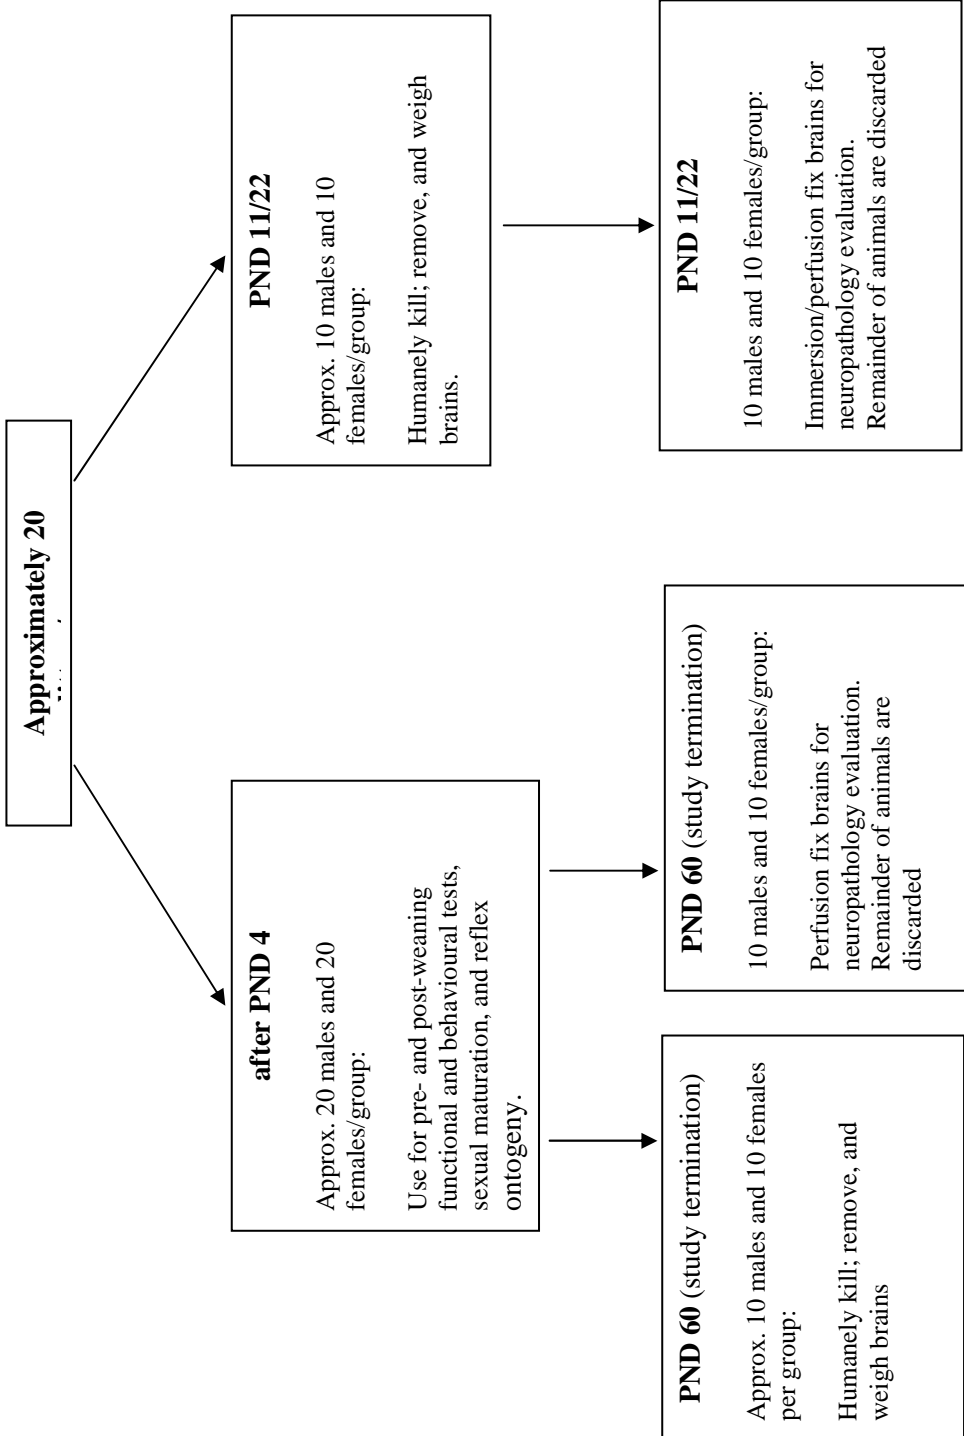 Approximately 20
after PND 4
Approx. 20 males and 20
females/group:
Use for pre- and post-weaning
functional and behavioural tests,
sexual maturation, and reflex
ontogeny.
PND 11/22
Approx. 10 males and 10
females/group:
Humanely kill; remove, and weigh
brains.
PND 60 (study termination)
Approx. 10 males and 10 females
per group:
Humanely kill; remove, and
weigh brains
PND 60 (study termination)
10 males and 10 females/group:
Perfusion fix brains for
neuropathology evaluation.
Remainder of animals are
discarded
PND 11/22
10 males and 10 females/group:
Immersion/perfusion fix brains for
neuropathology evaluation.
Remainder of animals are discarded